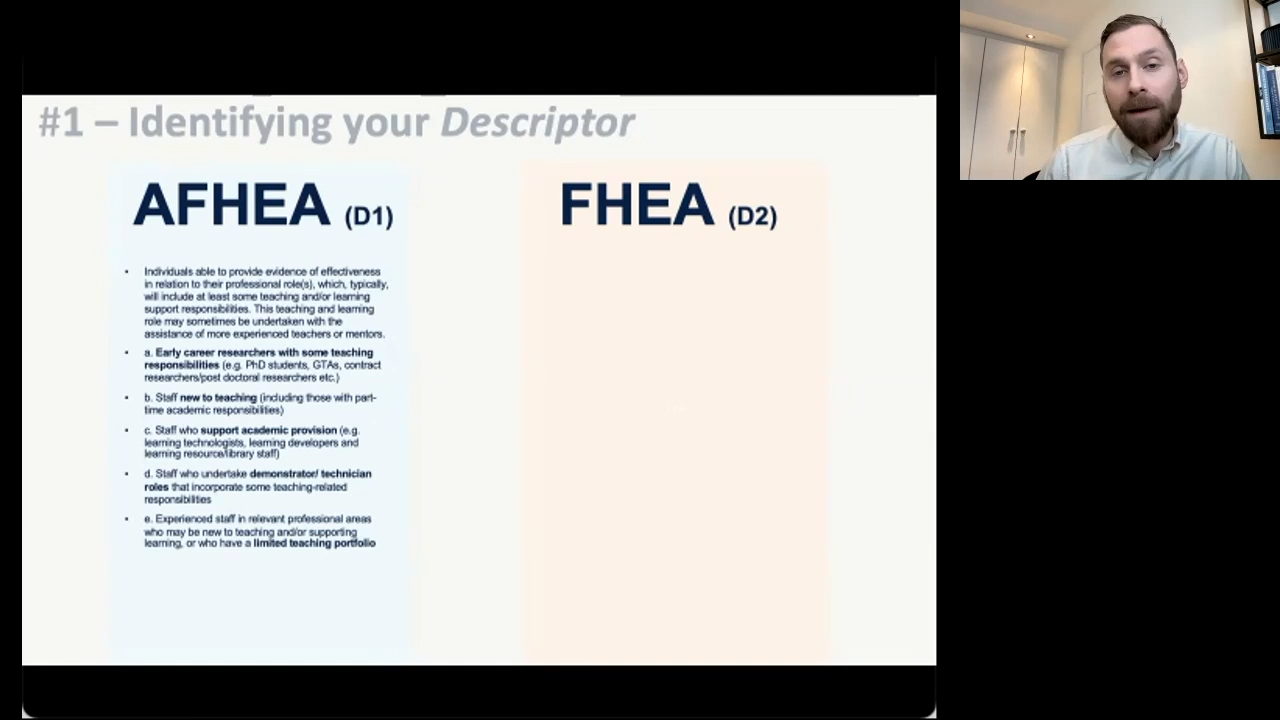 #1 – Identifying your Descriptor
AFHEA (D1)
• Individuals able to provide evidence of effectiveness
in relation to their professional role(s), which, typically,
will include at least some teaching and/or learning
support responsibilities. This teaching and learning
role may sometimes be undertaken with the
assistance of more experienced teachers or mentors.
• a. Early career researchers with some teaching
responsibilities (e.g. PhD students, GTAs, contract
researchers/post doctoral researchers etc.)
• b. Staff new to teaching (including those with part-
time academic responsibilities)
• c. Staff who support academic provision (e.g.
learning technologists, learning developers and
learning resource/library staff)
• d. Staff who undertake demonstrator/ technician
roles that incorporate some teaching-related
responsibilities
• e. Experienced staff in relevant professional areas
who may be new to teaching and/or supporting
learning, or who have a limited teaching portfolio
FHEA (D2)